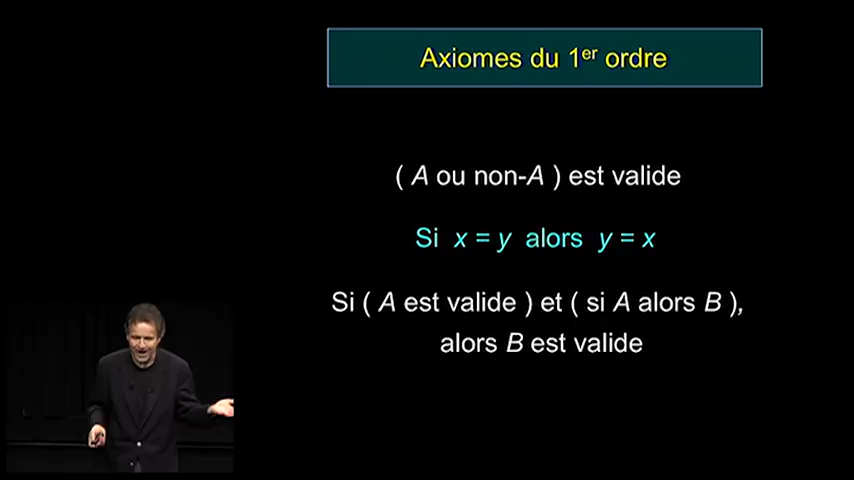 Axiomes du 1er ordre
( A ou non-A ) est valide
Si x = y alors y = x
Si ( A est valide ) et ( si A alors B ),
alors B est valide